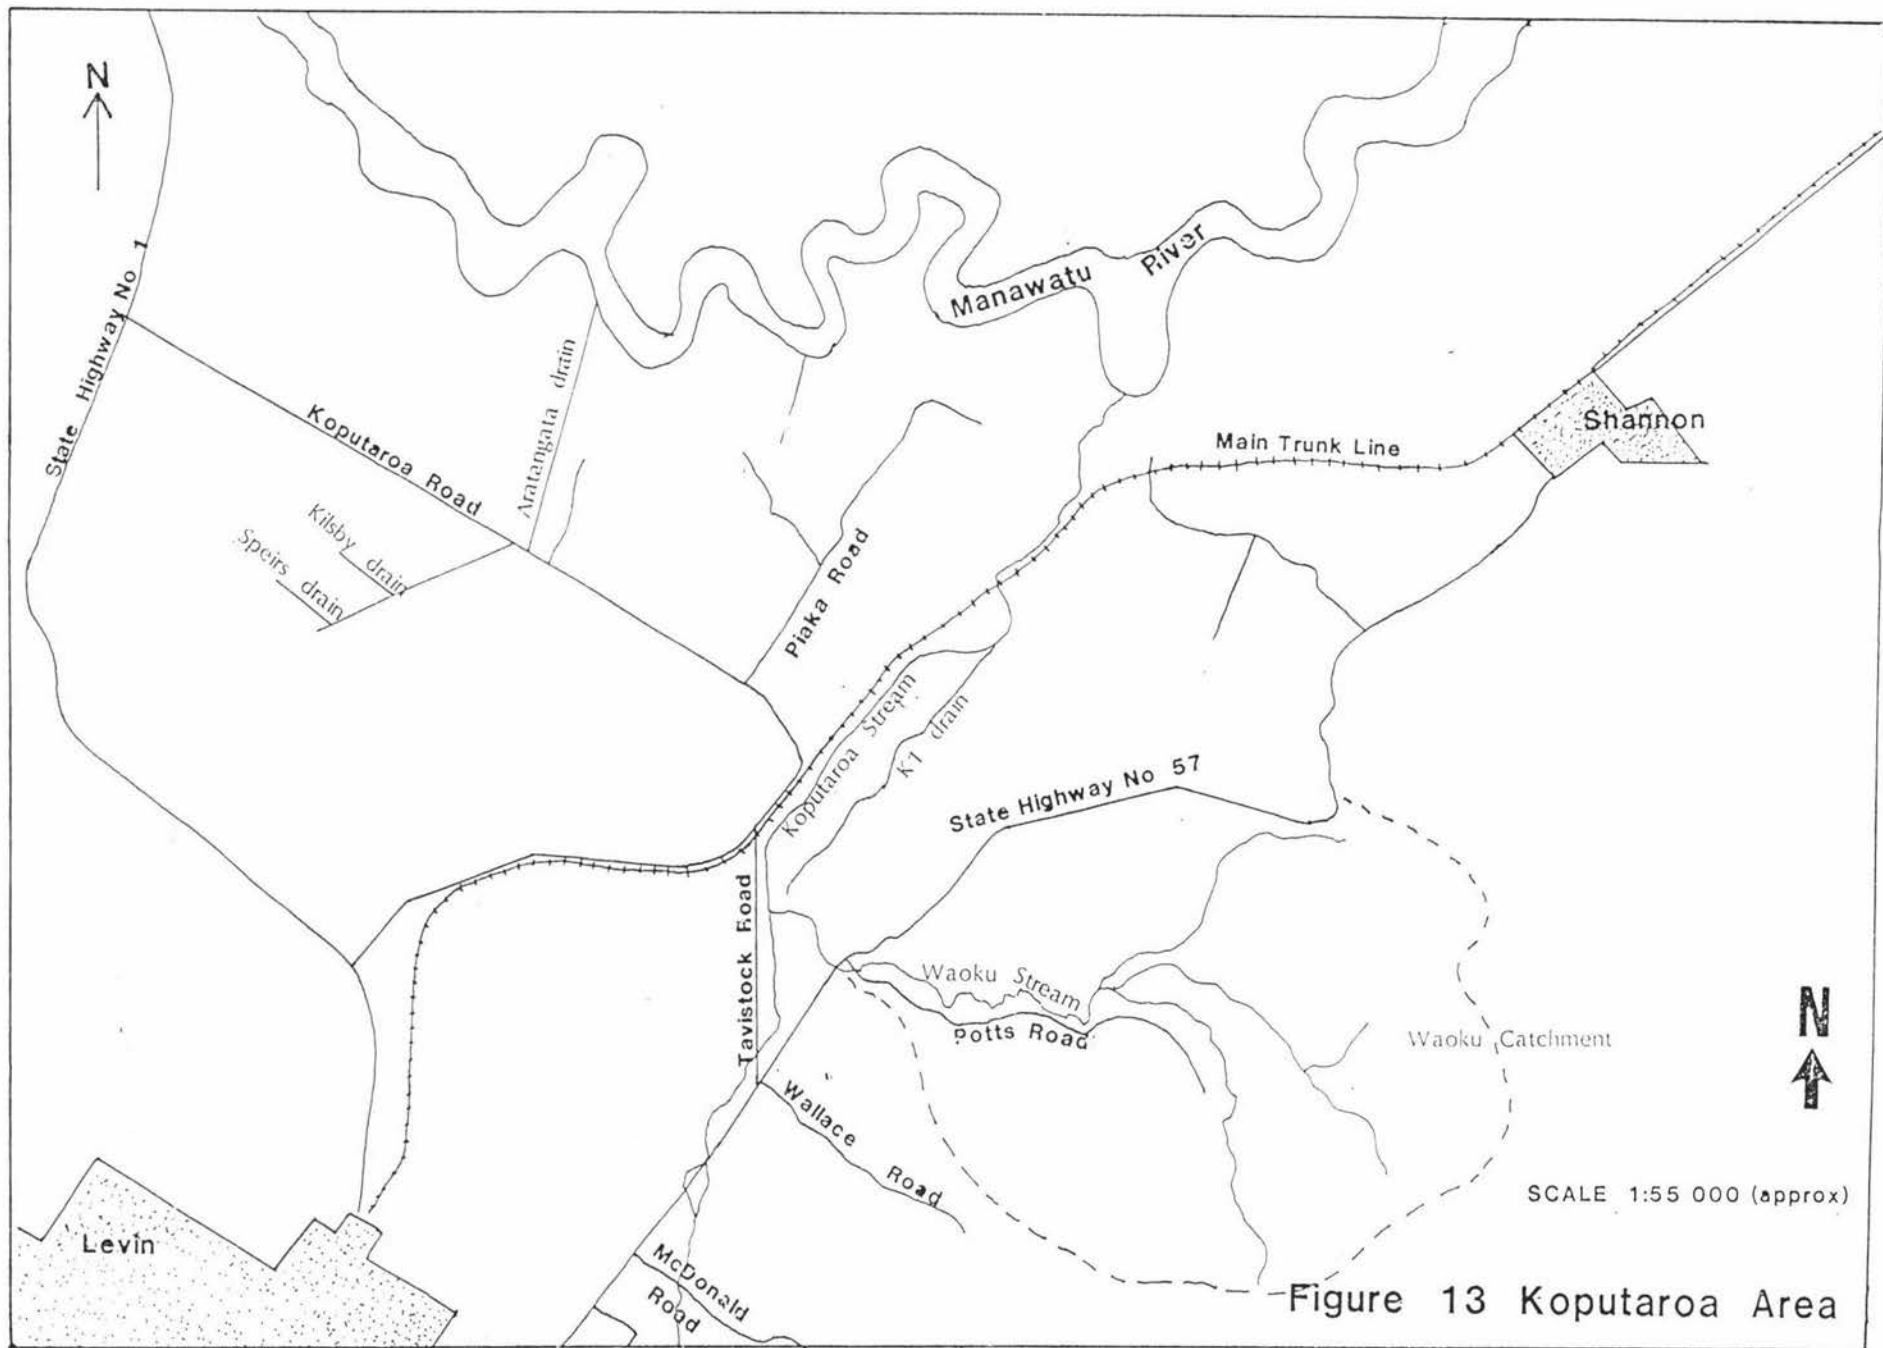 N
Manawatu River
State Highway No 1
Koputaroa Road
Aratangata drain
Kilsby drain
Speirs drain
Piaka Road
Main Trunk Line
Shannon
Koputaroa Stream
K1 drain
State Highway No 57
Tavistock Road
Waoku Stream
Potts Road
Waoku Catchment
N
Wallace Road
SCALE 1:55 000 (approx)
Levin
McDonald
Road
Figure 13 Koputaroa Area